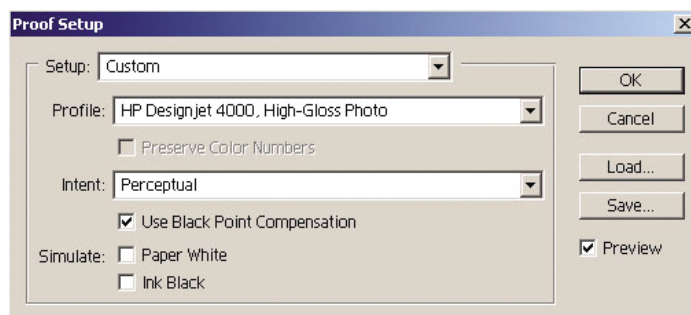 Proof Setup
Setup: Custom
Profile: HP Designjet 4000, High-Gloss Photo
Preserve Color Numbers
Intent: Perceptual
Use Black Point Compensation
Simulate: Paper White
Ink Black
OK
Cancel
Load...
Save...
Preview